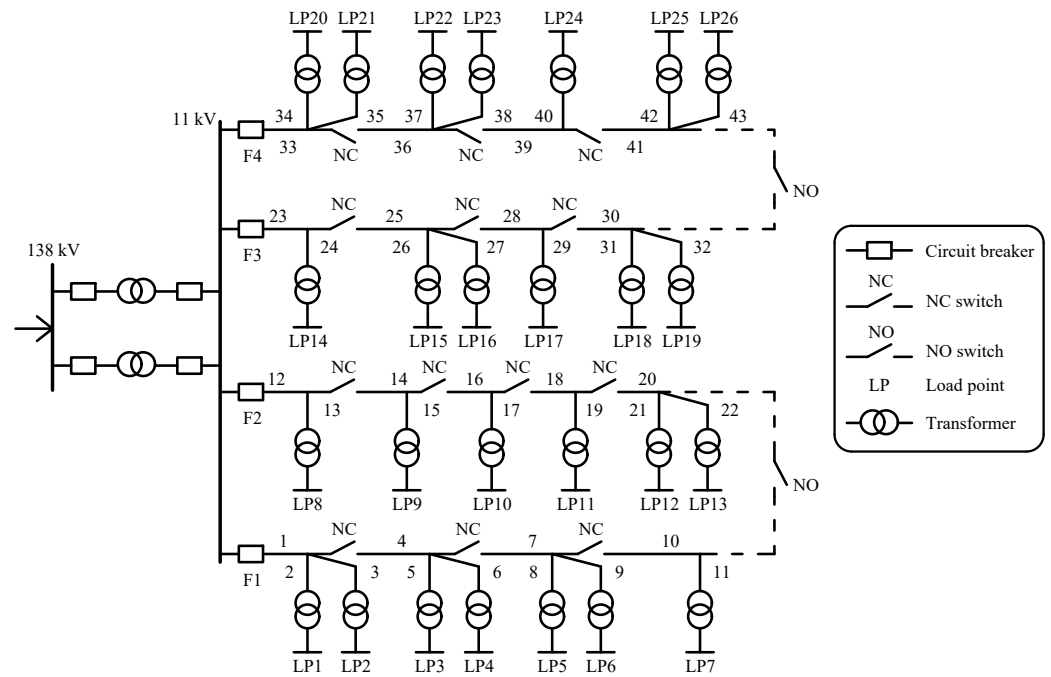 LP20 LP21 LP22 LP23 LP24 LP25 LP26
11 kV 34 35 37 38 40 42 43
33 NC 36 NC 39 NC 41
F4
NO
23 NC 25 NC 28 NC 30
F3 24 26 27 29 31 32
138 kV
LP14 LP15 LP16 LP17 LP18 LP19
12 NC 14 NC 16 NC 18 NC 20
F2 13 15 17 19 21 22
NO
LP8 LP9 LP10 LP11 LP12 LP13
1 NC 4 NC 7 NC 10
F1 2 3 5 6 8 9 11
LP1 LP2 LP3 LP4 LP5 LP6 LP7
Circuit breaker
NC
NC switch
NO
NO switch
LP Load point
Transformer